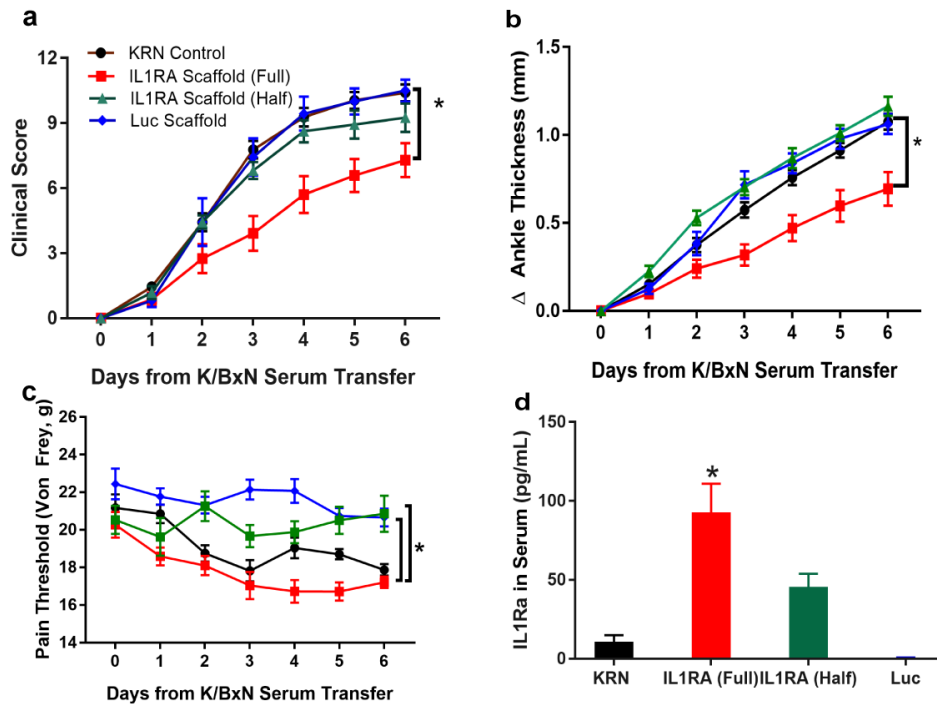 a
Clinical Score
12
9
6
3
0
KRN Control
IL1RA Scaffold (Full)
IL1RA Scaffold (Half)
Luc Scaffold
*
0 1 2 3 4 5 6
Days from K/BxN Serum Transfer
b
Δ Ankle Thickness (mm)
1.5
1.0
0.5
0.0
*
0 1 2 3 4 5 6
Days from K/BxN Serum Transfer
c
Pain Threshold (Von Frey, g)
26
24
22
20
18
16
14
*
0 1 2 3 4 5 6
Days from K/BxN Serum Transfer
d
IL1Ra in Serum (pg/mL)
150
100
50
0
*
KRN IL1RA (Full) IL1RA (Half) Luc